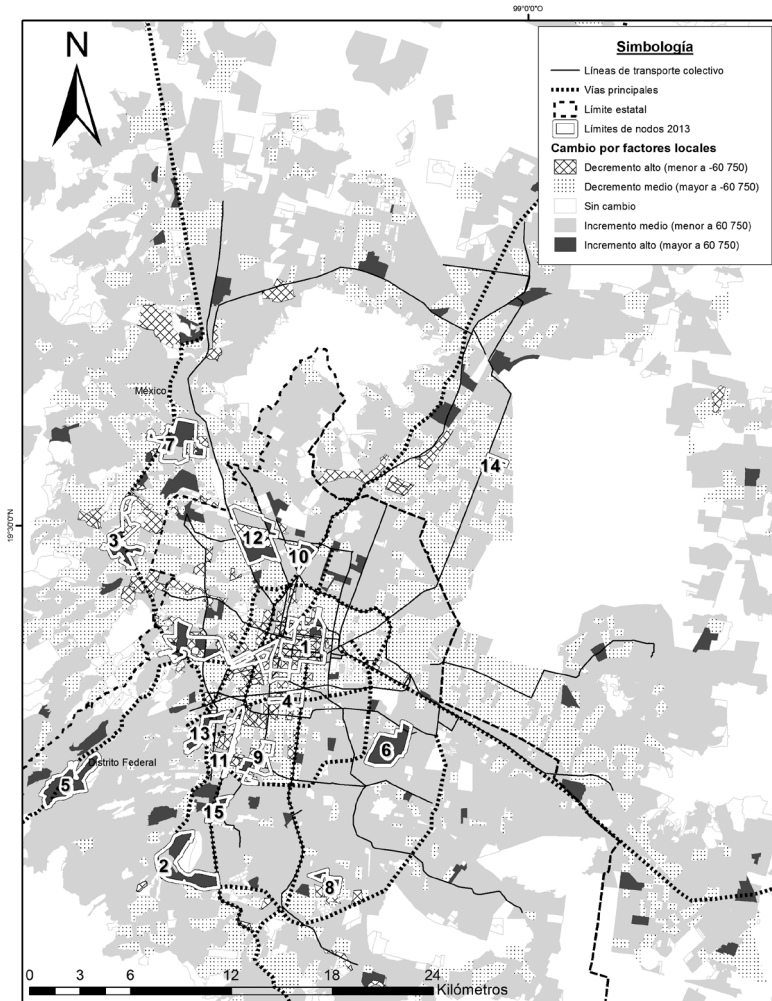 99°0'0"O
N
Simbología
Líneas de transporte colectivo
Vías principales
Límite estatal
Límites de nodos 2013
Cambio por factores locales
Decremento alto (menor a -60 750)
Decremento medio (mayor a -60 750)
Sin cambio
Incremento medio (menor a 60 750)
Incremento alto (mayor a 60 750)
México
7
14
19°30'0"N
3
12
10
1
4
13
6
11
9
Distrito Federal
5
15
2
8
0 3 6 12 18 24
Kilómetros